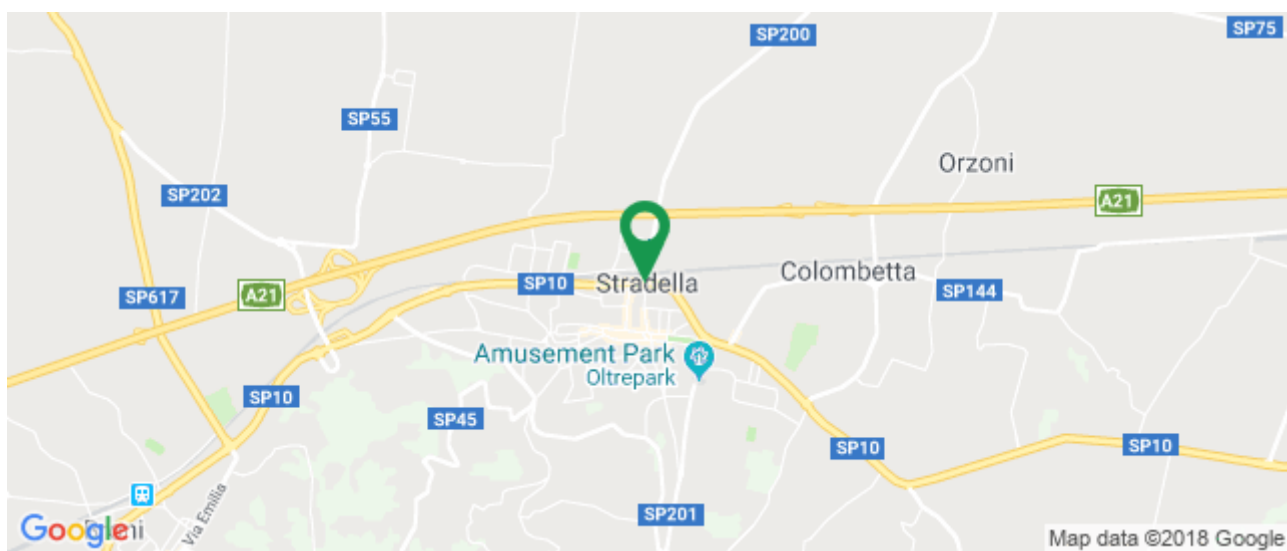 SP75
SP200
SP55
Orzoni
SP202
A21
Stradella
Colombetta
SP10
SP144
A21
SP617
Amusement Park
Oltrepark
SP10
SP45
SP10
SP10
Via Emilia
SP201
Google
Map data ©2018 Google